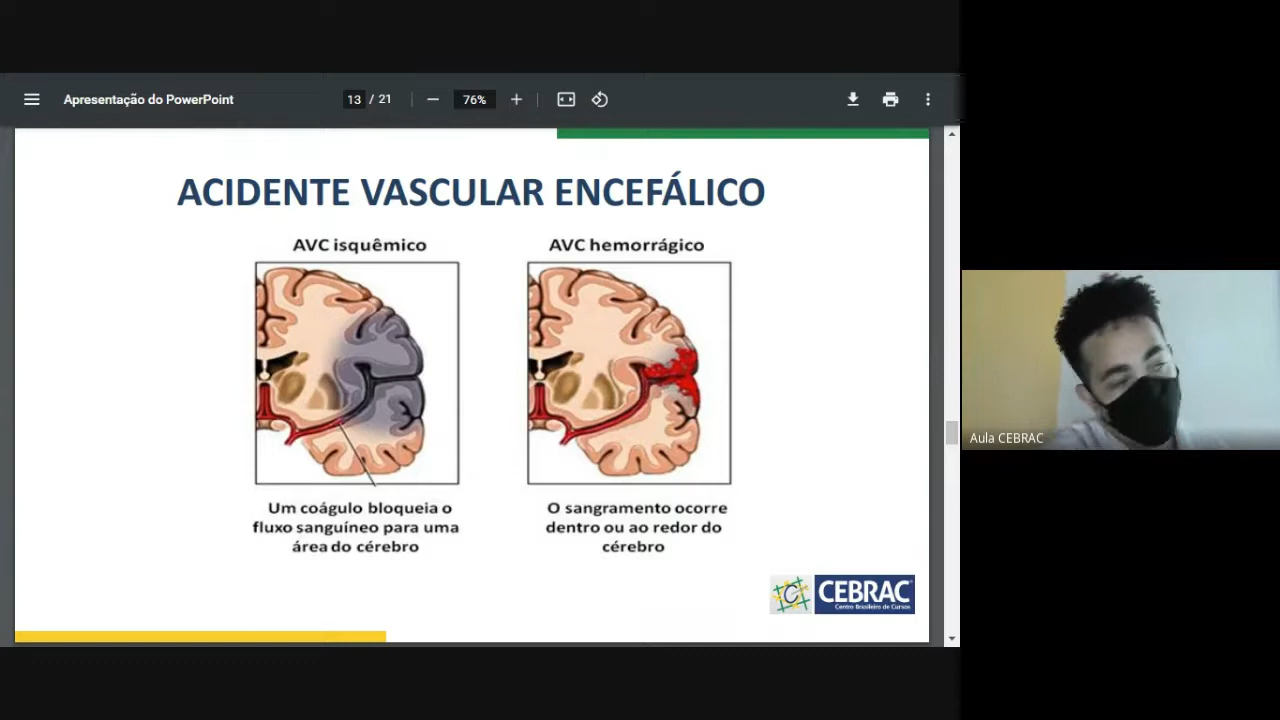 Apresentação do PowerPoint
13 / 21
76%
ACIDENTE VASCULAR ENCEFÁLICO
AVC isquêmico
AVC hemorrágico
Um coágulo bloqueia o
fluxo sanguíneo para uma
área do cérebro
O sangramento ocorre
dentro ou ao redor do
cérebro
C
CEBRAC
Centro Brasileiro de Cursos
Aula CEBRAC